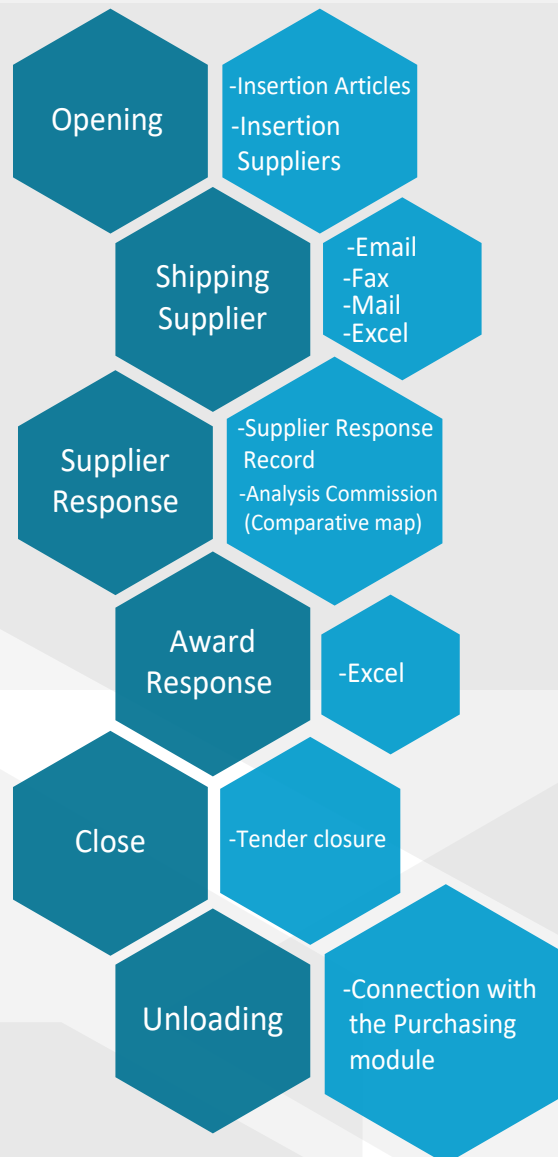 Opening
-Insertion Articles
-Insertion
Suppliers
Shipping
Supplier
-Email
-Fax
-Mail
-Excel
Supplier
Response
-Supplier Response
Record
-Analysis Commission
(Comparative map)
Award
Response
-Excel
Close
-Tender closure
Unloading
-Connection with
the Purchasing
module